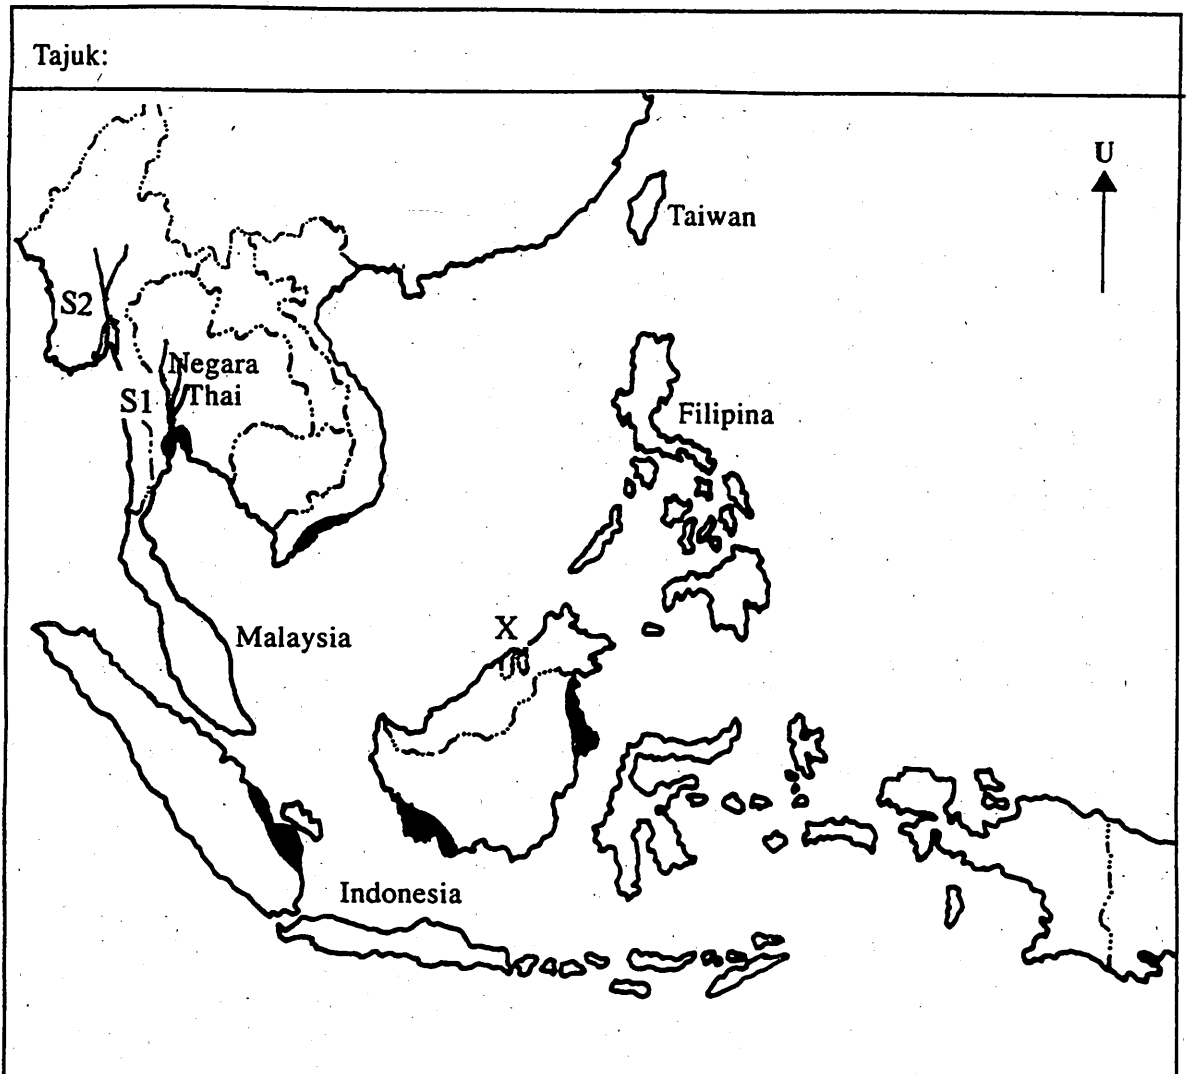 Tajuk:
U
Taiwan
S2
Negara
Thai
S1
Filipina
X
Malaysia
Indonesia